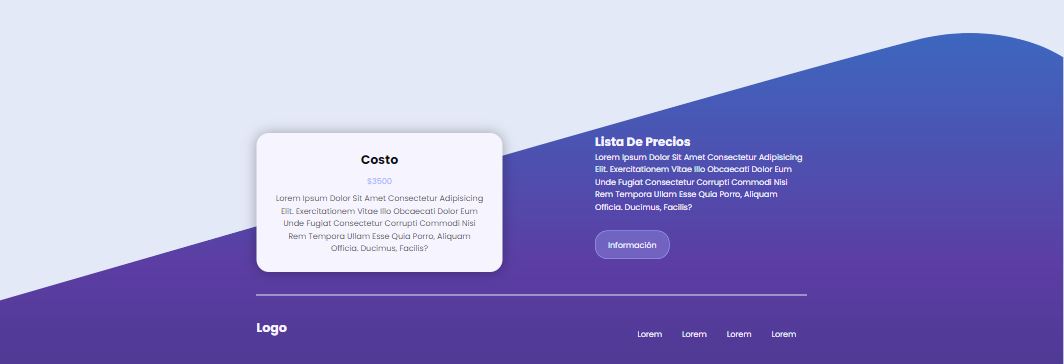 Costo
$3500
Lorem Ipsum Dolor Sit Amet Consectetur Adipisicing
Elit. Exercitationem Vitae Illo Obcaecati Dolor Eum
Unde Fugiat Consectetur Corrupti Commodi Nisi
Rem Tempora Ullam Esse Quia Porro, Aliquam
Officia. Ducimus, Facilis?
Lista De Precios
Lorem Ipsum Dolor Sit Amet Consectetur Adipisicing
Elit. Exercitationem Vitae Illo Obcaecati Dolor Eum
Unde Fugiat Consectetur Corrupti Commodi Nisi
Rem Tempora Ullam Esse Quia Porro, Aliquam
Officia. Ducimus, Facilis?
Información
Logo
Lorem Lorem Lorem Lorem